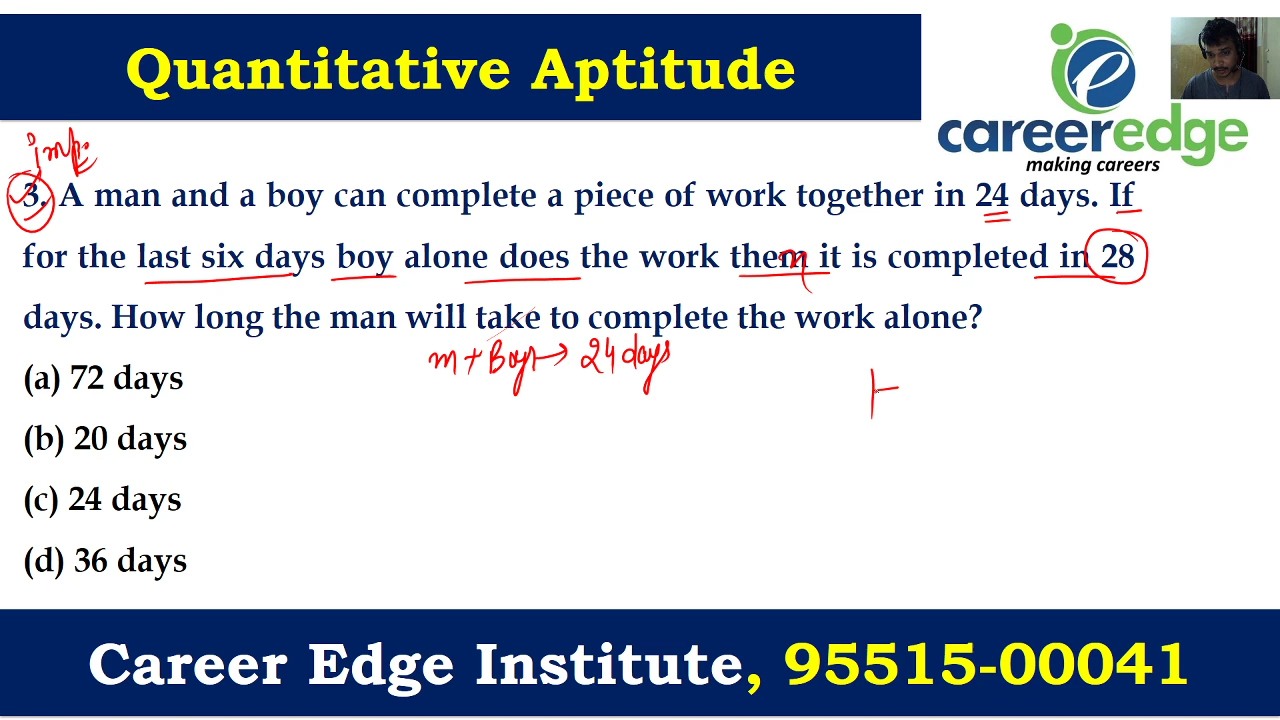 Quantitative Aptitude
careeredge
making careers
imp.
3. A man and a boy can complete a piece of work together in 24 days. If
for the last six days boy alone does the work them it is completed in 28
n
days. How long the man will take to complete the work alone?
m + Boy → 24 days
(a) 72 days
(b) 20 days
(c) 24 days
(d) 36 days
Career Edge Institute, 95515-00041